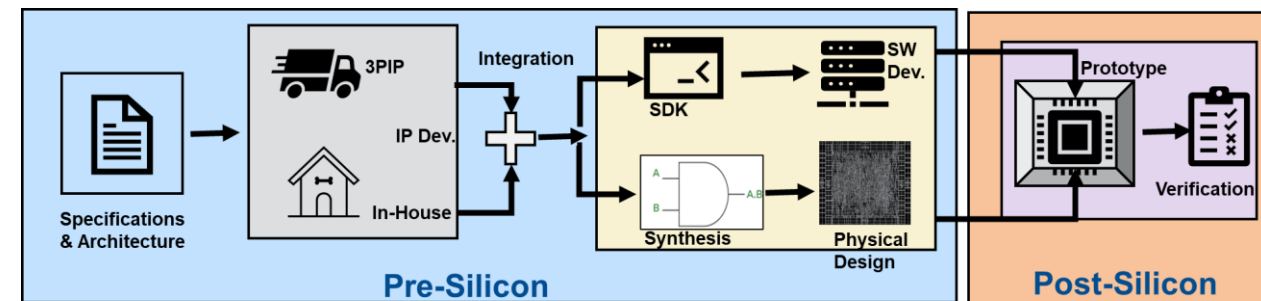 Specifications
& Architecture
3PIP
IP Dev.
In-House
Integration
SDK
SW
Dev.
A
B
A.B
Synthesis
Physical
Design
Pre-Silicon
Prototype
Verification
Post-Silicon